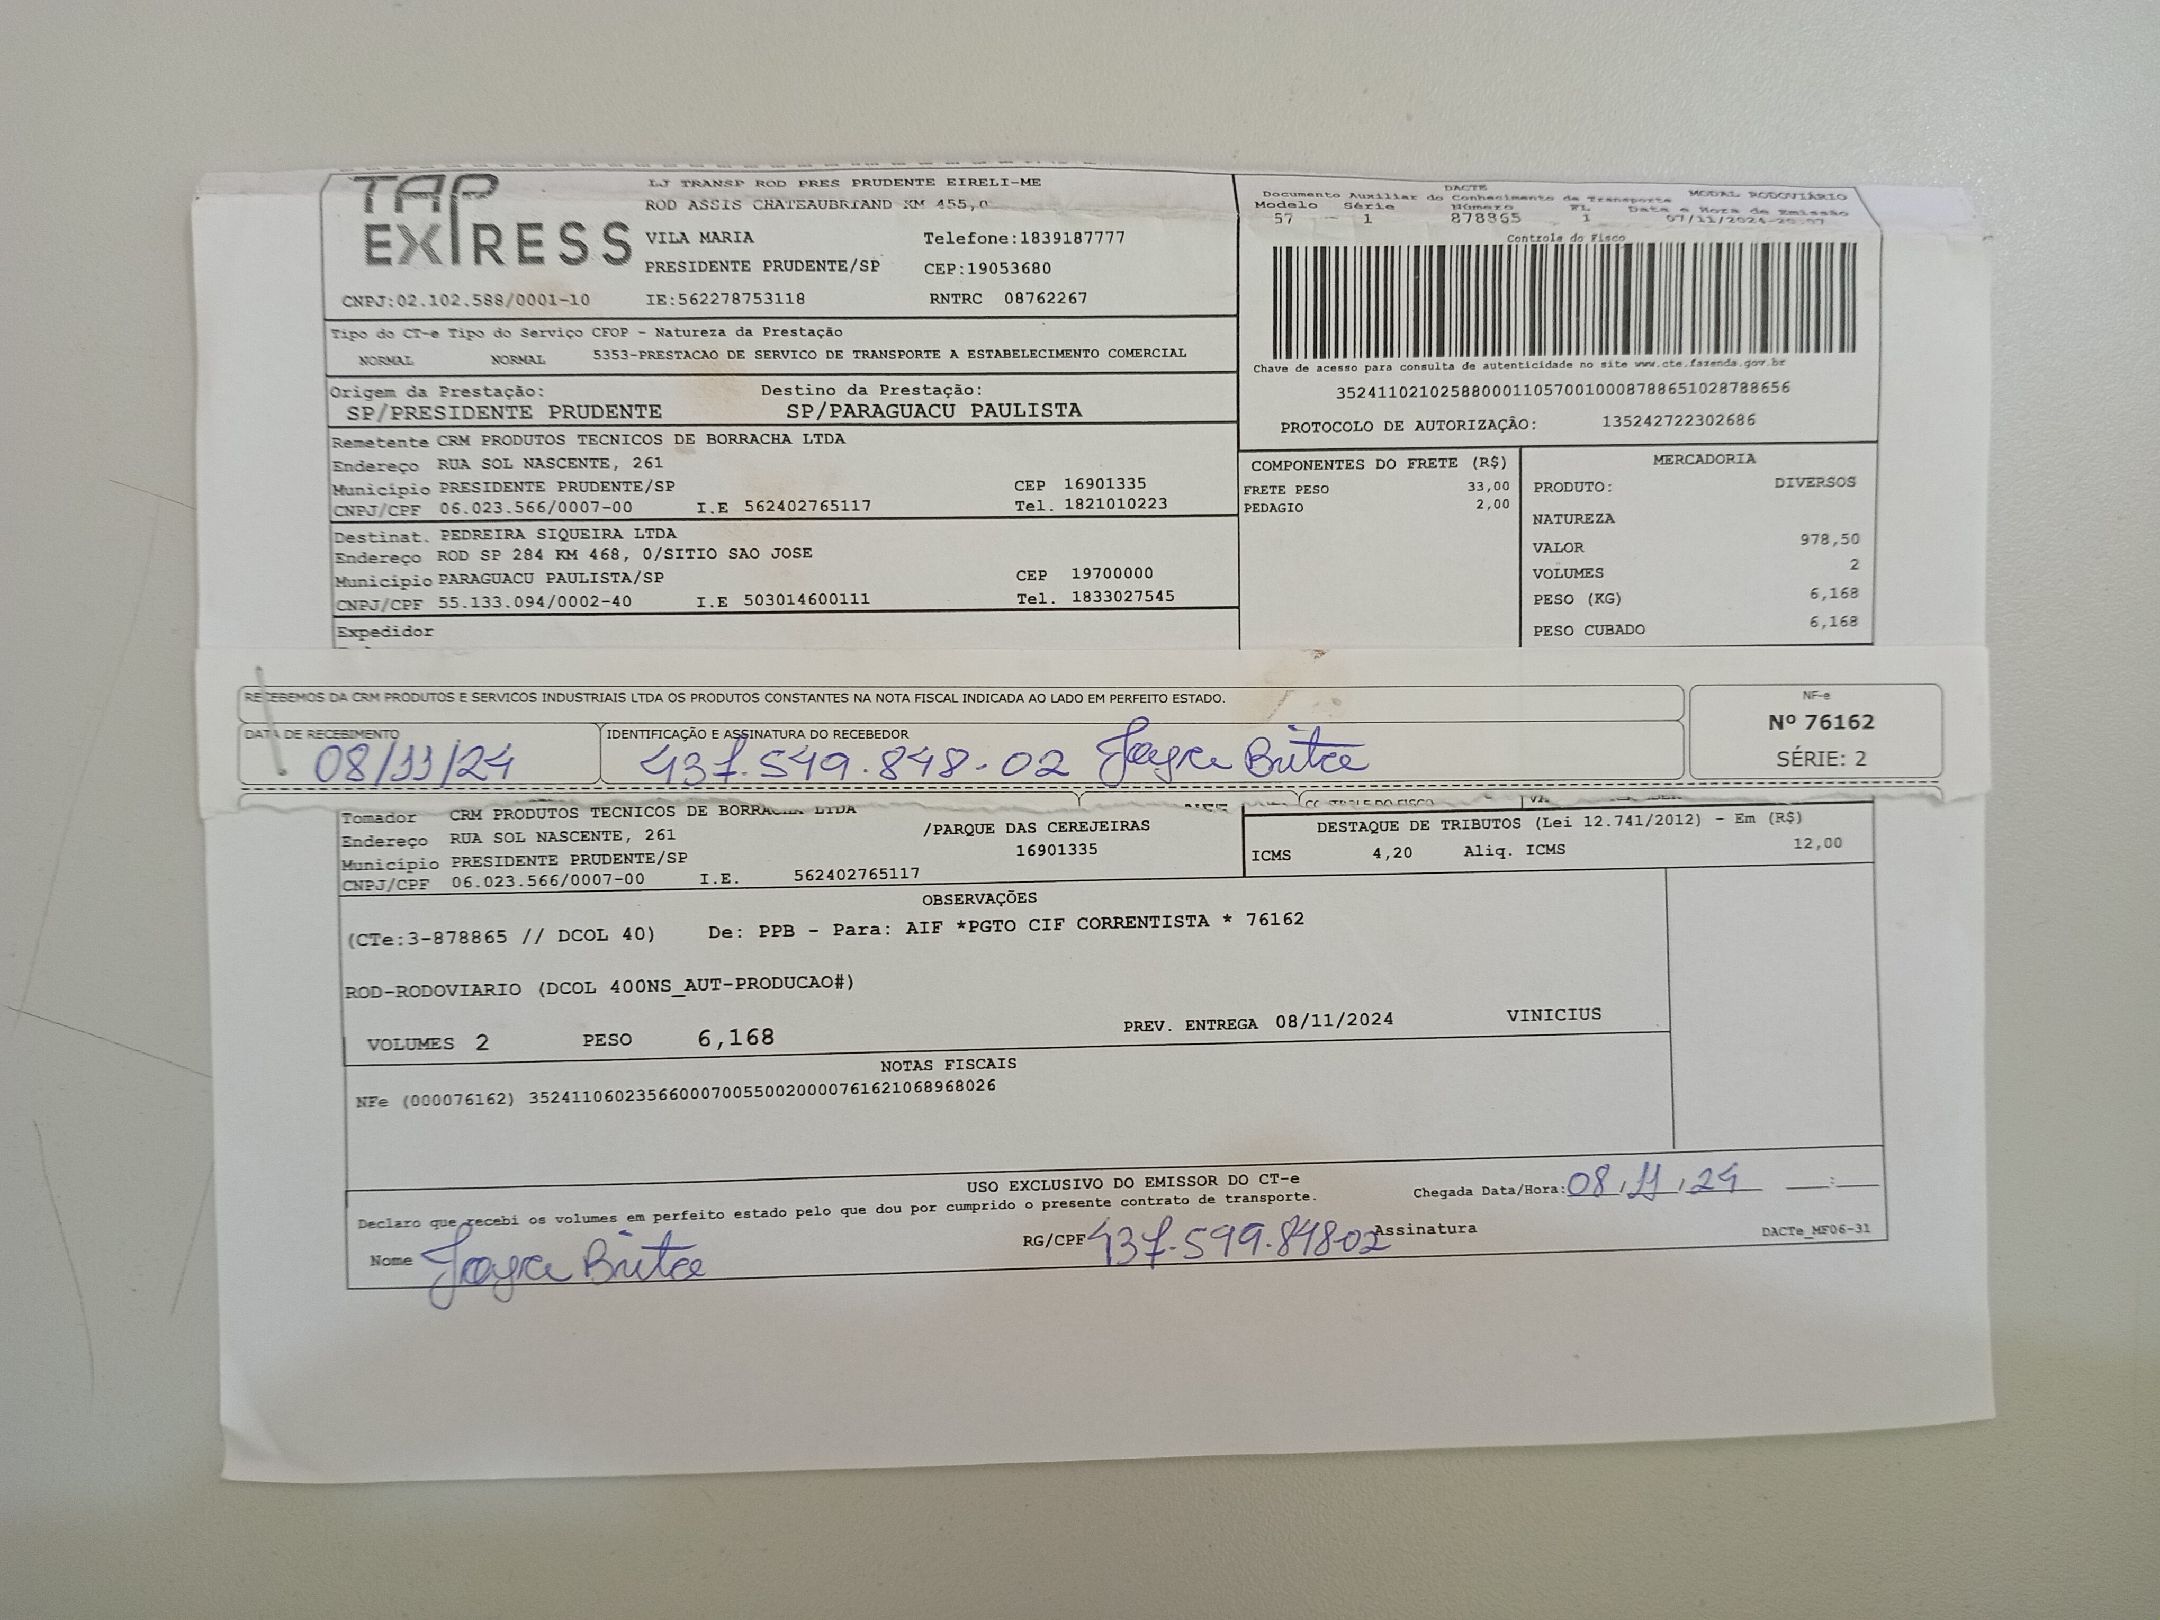 TAP EXPRESS
LJ TRANSP ROD PRES PRUDENTE EIRELI-ME
ROD ASSIS CHATEAUBRIAND KM 455,0
VILA MARIA Telefone:1839187777
PRESIDENTE PRUDENTE/SP CEP:19053680
CNPJ:02.102.588/0001-10 IE:562278753118 RNTRC 08762267
DACTE
Documento Auxiliar do Conhecimento de Transporte MODAL RODOVIÁRIO
Modelo Série Número FL Data e Hora de Emissão
57 - 1 878865 1 07/11/2024
Controle do Fisco
Chave de acesso para consulta de autenticidade no site www.cte.fazenda.gov.br
35241102102588000110570010008788651028788656
PROTOCOLO DE AUTORIZAÇÃO: 135242722302686
Tipo do CT-e Tipo do Serviço CFOP - Natureza da Prestação
NORMAL NORMAL 5353-PRESTACAO DE SERVICO DE TRANSPORTE A ESTABELECIMENTO COMERCIAL
Origem da Prestação: Destino da Prestação:
SP/PRESIDENTE PRUDENTE SP/PARAGUACU PAULISTA
Remetente CRM PRODUTOS TECNICOS DE BORRACHA LTDA
Endereço RUA SOL NASCENTE, 261
Município PRESIDENTE PRUDENTE/SP CEP 16901335
CNPJ/CPF 06.023.566/0007-00 I.E 562402765117 Tel. 1821010223
Destinat. PEDREIRA SIQUEIRA LTDA
Endereço ROD SP 284 KM 468, 0/SITIO SAO JOSE
Município PARAGUACU PAULISTA/SP CEP 19700000
CNPJ/CPF 55.133.094/0002-40 I.E 503014600111 Tel. 1833027545
Expedidor
COMPONENTES DO FRETE (R$)
FRETE PESO 33,00
PEDAGIO 2,00
MERCADORIA
PRODUTO: DIVERSOS
NATUREZA
VALOR 978,50
VOLUMES 2
PESO (KG) 6,168
PESO CUBADO 6,168
RECEBEMOS DA CRM PRODUTOS E SERVICOS INDUSTRIAIS LTDA OS PRODUTOS CONSTANTES NA NOTA FISCAL INDICADA AO LADO EM PERFEITO ESTADO.
DATA DE RECEBIMENTO IDENTIFICAÇÃO E ASSINATURA DO RECEBEDOR
08/11/24 437.599.848-02 Joyce Brito
NF-e
Nº 76162
SÉRIE: 2
Tomador CRM PRODUTOS TECNICOS DE BORRACHA LTDA
Endereço RUA SOL NASCENTE, 261 /PARQUE DAS CEREJEIRAS
Município PRESIDENTE PRUDENTE/SP 16901335
CNPJ/CPF 06.023.566/0007-00 I.E. 562402765117
DESTAQUE DE TRIBUTOS (Lei 12.741/2012) - Em (R$)
ICMS 4,20 Aliq. ICMS 12,00
OBSERVAÇÕES
(CTe:3-878865 // DCOL 40) De: PPB - Para: AIF *PGTO CIF CORRENTISTA * 76162
ROD-RODOVIARIO (DCOL 400NS_AUT-PRODUCAO#)
VOLUMES 2 PESO 6,168 PREV. ENTREGA 08/11/2024 VINICIUS
NOTAS FISCAIS
NFe (000076162) 35241106023566000700550020000761621068968026
USO EXCLUSIVO DO EMISSOR DO CT-e
Declaro que recebi os volumes em perfeito estado pelo que dou por cumprido o presente contrato de transporte.
Chegada Data/Hora: 08,11,24 __:__
Nome Joyce Brito RG/CPF 437.599.848-02 Assinatura
DACTe_MF06-31